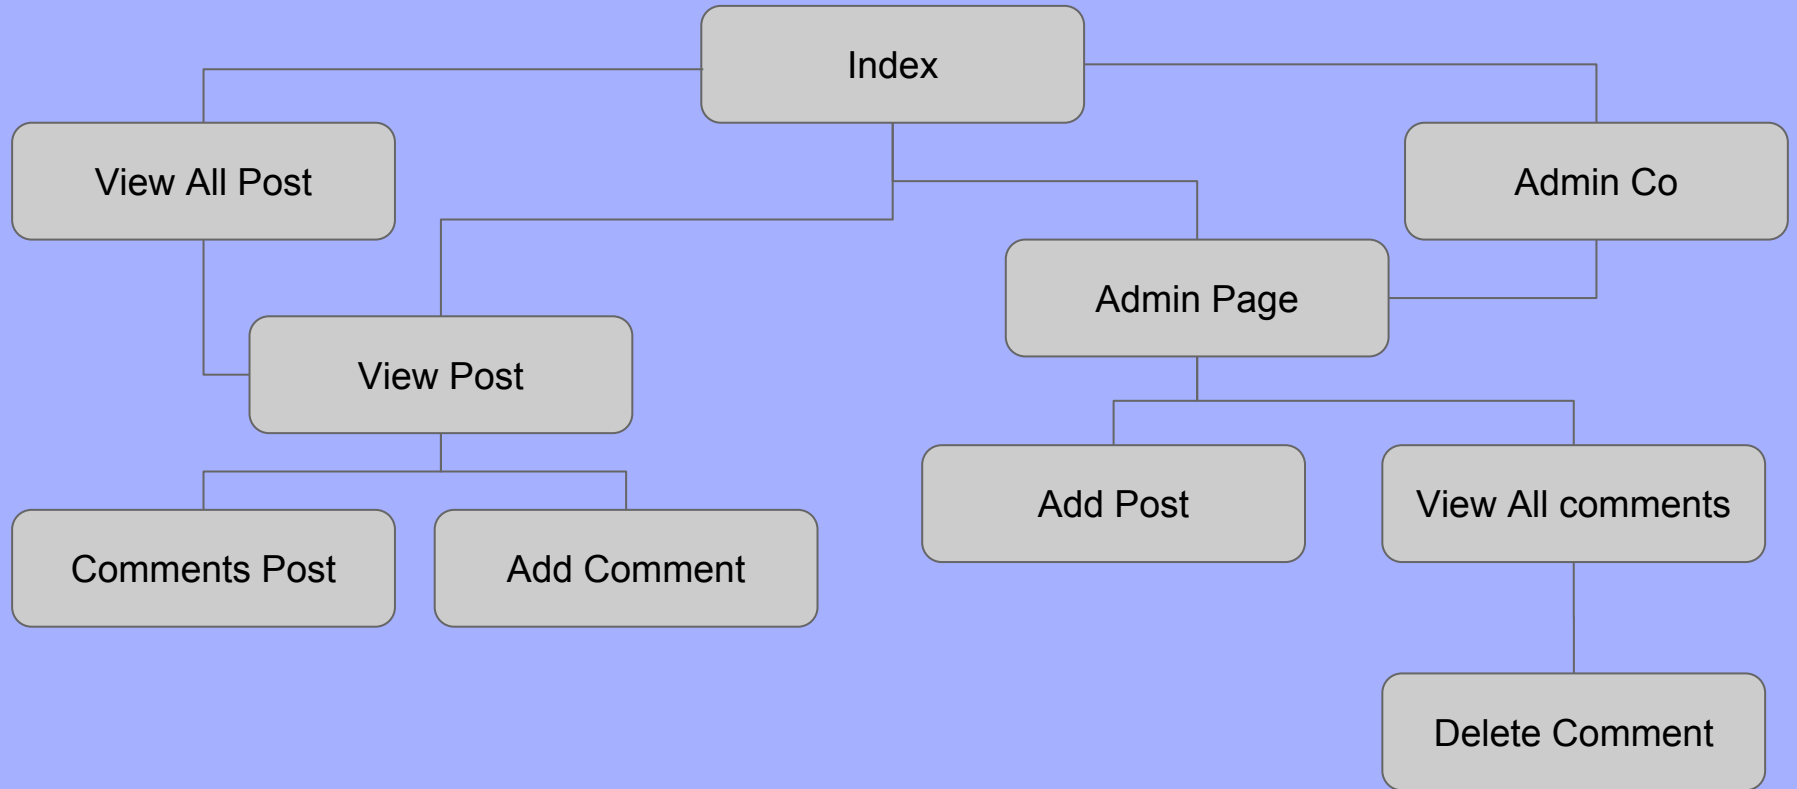 Index
View All Post
Admin Co
Admin Page
View Post
Add Post
View All comments
Comments Post
Add Comment
Delete Comment